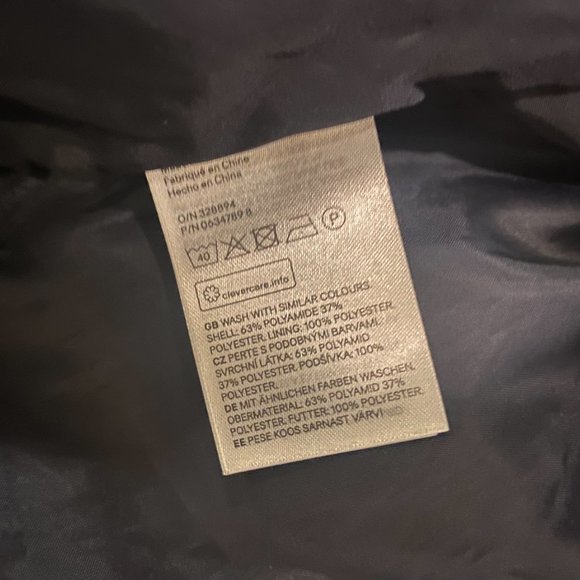 Fabriqué en Chine
Hecho en China
O/N 328894
P/N 0534789 8
40
P
clevercare.info
GB WASH WITH SIMILAR COLOURS
SHELL: 63% POLYAMIDE 37%
POLYESTER. LINING: 100% POLYESTER.
CZ PERTE S PODOBNÝMI BARVAMI.
SVRCHNÍ LÁTKA: 63% POLYAMID
37% POLYESTER. PODŠÍVKA: 100%
POLYESTER.
DE MIT ÄHNLICHEN FARBEN WASCHEN.
OBERMATERIAL: 63% POLYAMID 37%
POLYESTER. FUTTER: 100% POLYESTER
EE PESE KOOS SARNAST VÄRVI